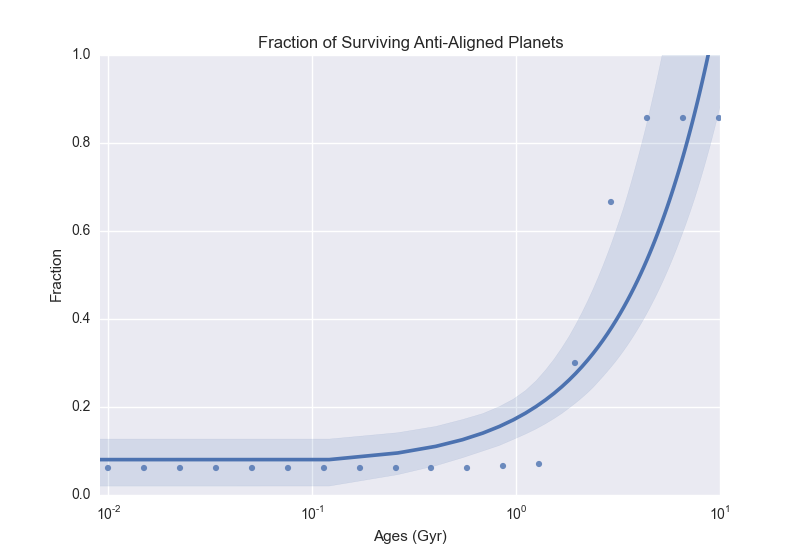 Fraction of Surviving Anti-Aligned Planets
1.0
0.8
0.6
0.4
0.2
0.0
Fraction
10^-2 10^-1 10^0 10^1
Ages (Gyr)